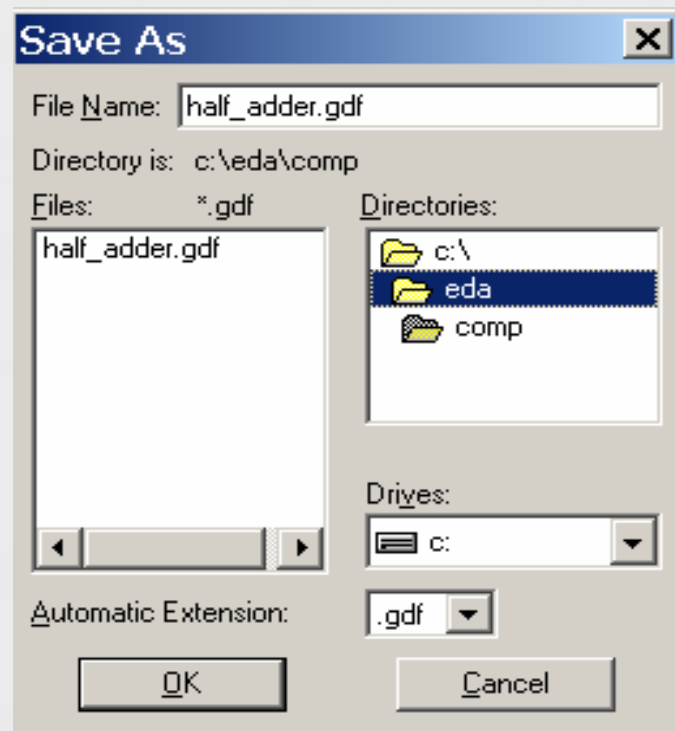 Save As
File Name: half_adder.gdf
Directory is: c:\eda\comp
Files: *.gdf
half_adder.gdf
Directories:
c:\
eda
comp
Drives:
c:
Automatic Extension: .gdf
OK Cancel